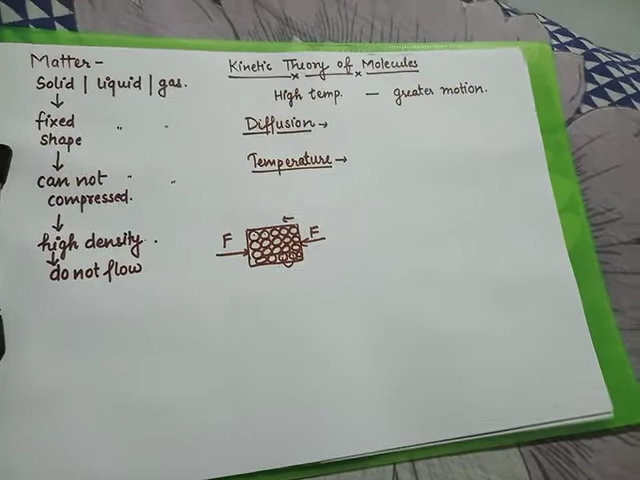 Matter –
Solid | liquid | gas.
↓
fixed " "
shape
↓
can not " "
compressed.
↓
high density .
↓
do not flow
Kinetic Theory of Molecules
High temp. — greater motion.
Diffusion →
Temperature →
F F